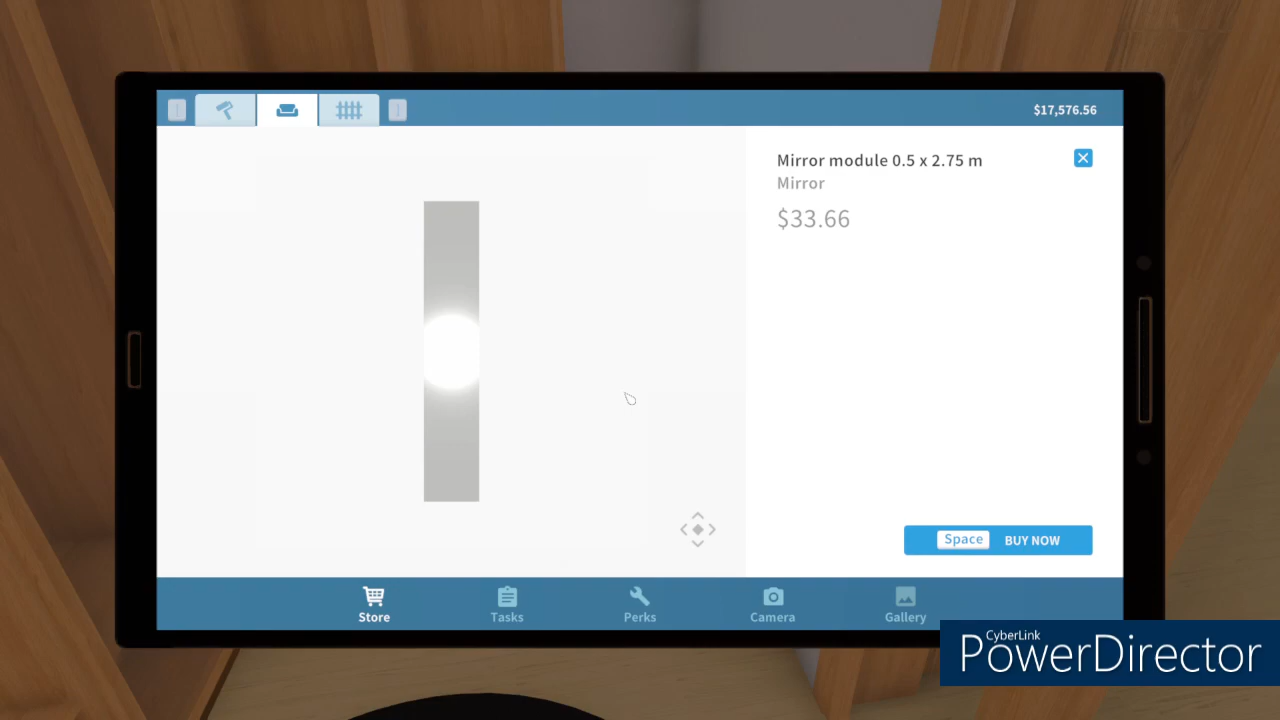 $17,576.56
Mirror module 0.5 x 2.75 m
Mirror
$33.66
Space BUY NOW
Store Tasks Perks Camera Gallery
CyberLink
PowerDirector